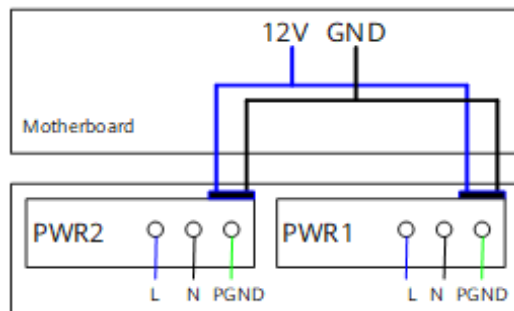 12V GND
Motherboard
PWR2 PWR1
L N PGND L N PGND